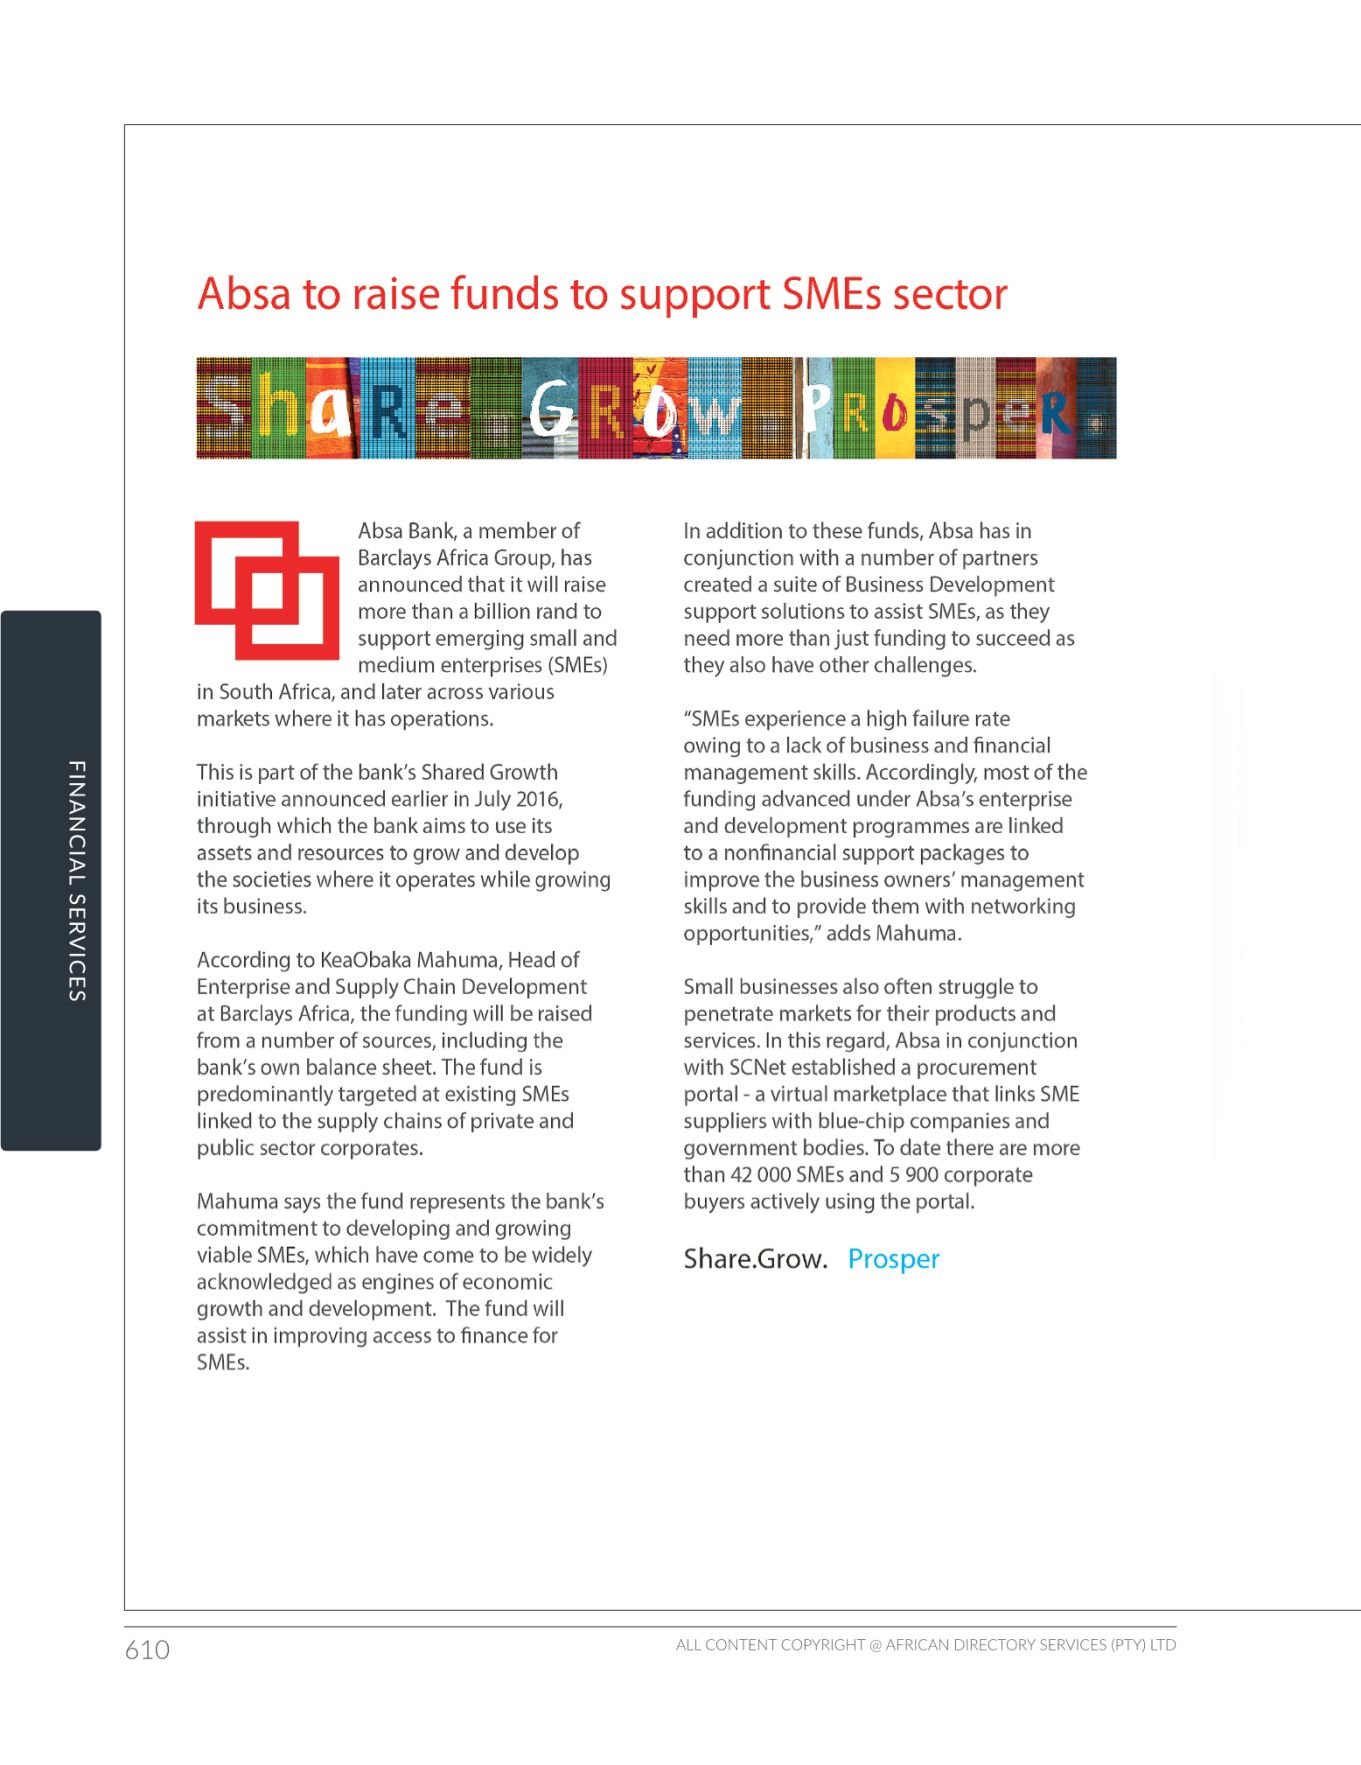 Absa to raise funds to support SMEs sector
ShaRe.GRow.PRospeR.
Absa Bank, a member of
Barclays Africa Group, has
announced that it will raise
more than a billion rand to
support emerging small and
medium enterprises (SMEs)
in South Africa, and later across various
markets where it has operations.
This is part of the bank's Shared Growth
initiative announced earlier in July 2016,
through which the bank aims to use its
assets and resources to grow and develop
the societies where it operates while growing
its business.
According to KeaObaka Mahuma, Head of
Enterprise and Supply Chain Development
at Barclays Africa, the funding will be raised
from a number of sources, including the
bank's own balance sheet. The fund is
predominantly targeted at existing SMEs
linked to the supply chains of private and
public sector corporates.
Mahuma says the fund represents the bank's
commitment to developing and growing
viable SMEs, which have come to be widely
acknowledged as engines of economic
growth and development.  The fund will
assist in improving access to finance for
SMEs.
In addition to these funds, Absa has in
conjunction with a number of partners
created a suite of Business Development
support solutions to assist SMEs, as they
need more than just funding to succeed as
they also have other challenges.
“SMEs experience a high failure rate
owing to a lack of business and financial
management skills. Accordingly, most of the
funding advanced under Absa's enterprise
and development programmes are linked
to a nonfinancial support packages to
improve the business owners' management
skills and to provide them with networking
opportunities,” adds Mahuma.
Small businesses also often struggle to
penetrate markets for their products and
services. In this regard, Absa in conjunction
with SCNet established a procurement
portal - a virtual marketplace that links SME
suppliers with blue-chip companies and
government bodies. To date there are more
than 42 000 SMEs and 5 900 corporate
buyers actively using the portal.
Share.Grow. Prosper
FINANCIAL SERVICES
610
ALL CONTENT COPYRIGHT @ AFRICAN DIRECTORY SERVICES (PTY) LTD